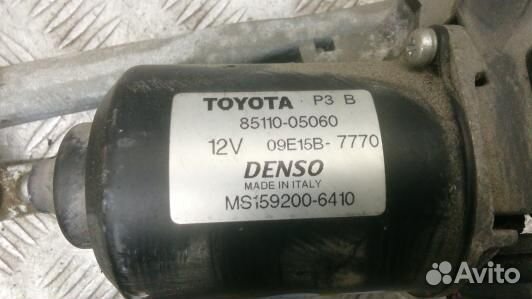 TOYOTA P3 B
85110-05060
12V 09E15B-7770
DENSO
MADE IN ITALY
MS159200-6410
Avito